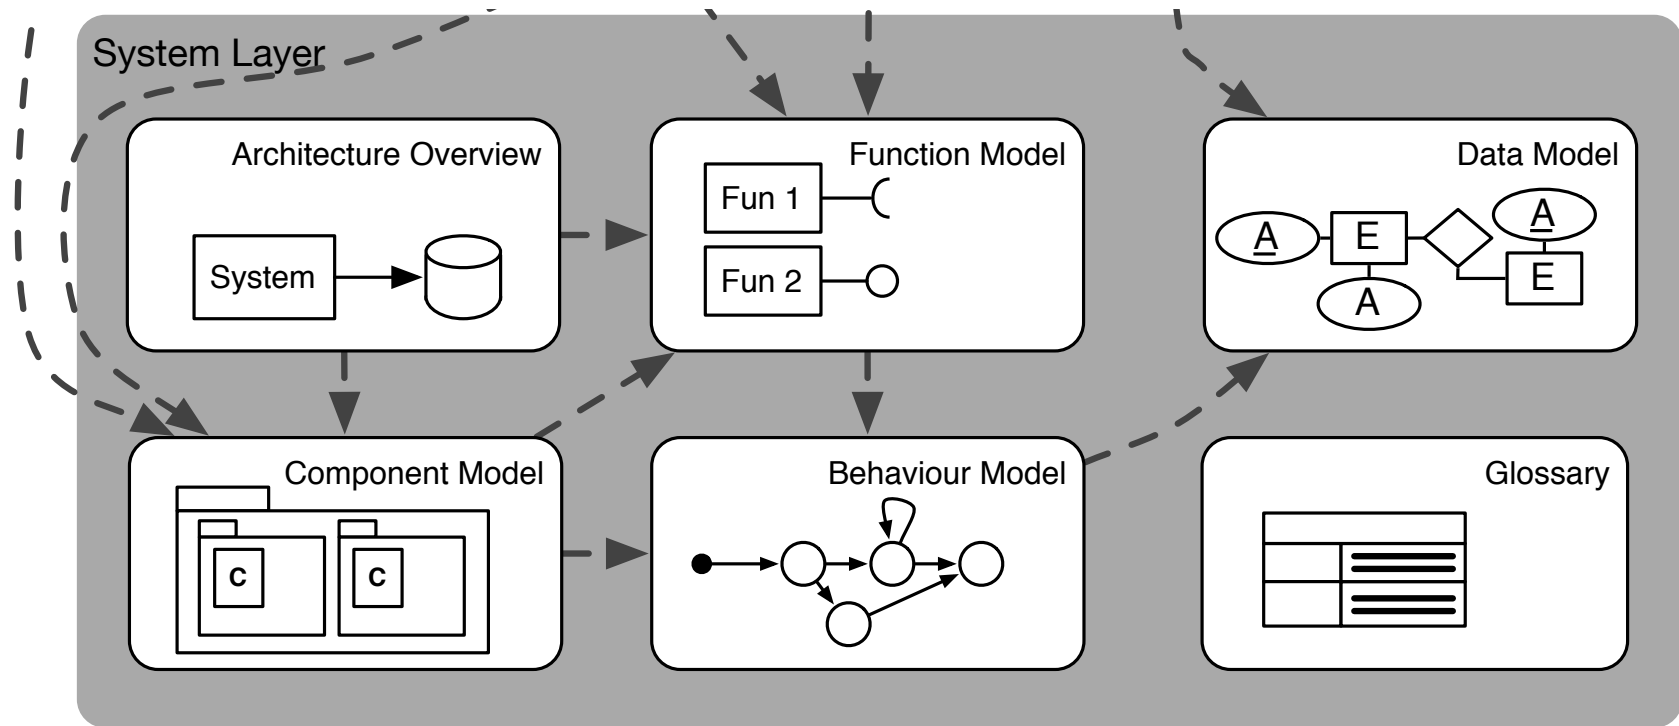 System Layer
Architecture Overview
System
Function Model
Fun 1
Fun 2
Data Model
A
E
A
A
E
Component Model
C
C
Behaviour Model
Glossary